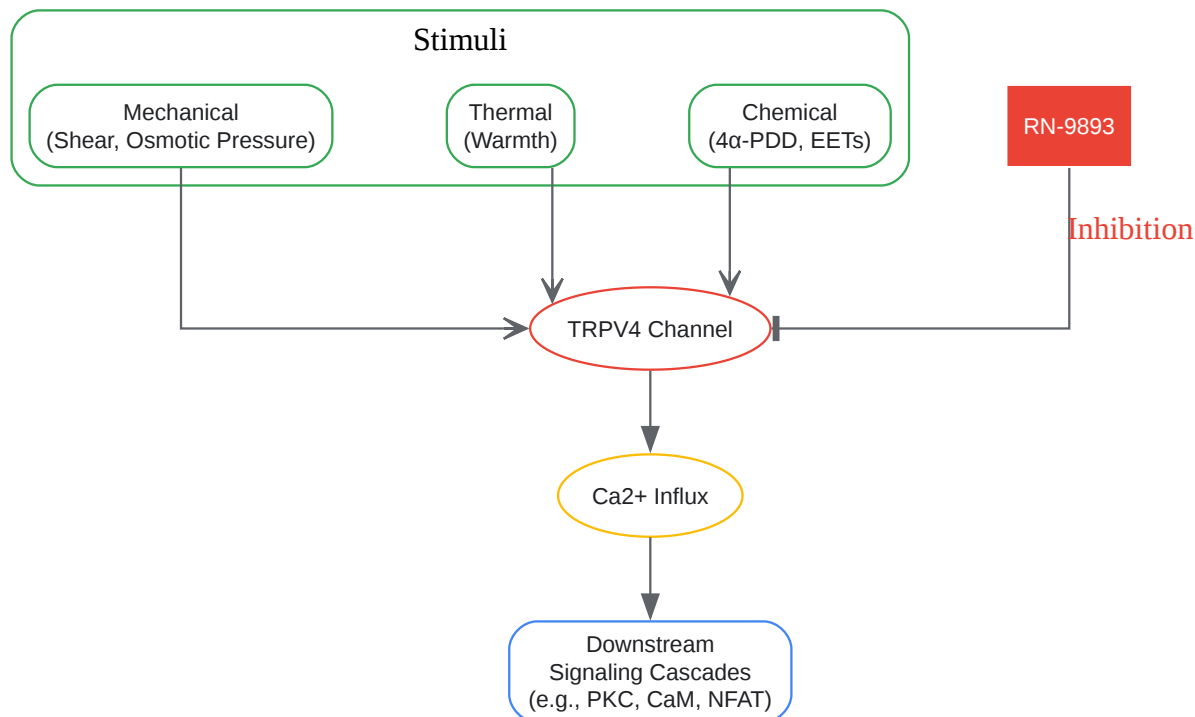 Stimuli
Mechanical
(Shear, Osmotic Pressure)
Thermal
(Warmth)
Chemical
(4α-PDD, EETs)
RN-9893
Inhibition
TRPV4 Channel
Ca2+ Influx
Downstream
Signaling Cascades
(e.g., PKC, CaM, NFAT)